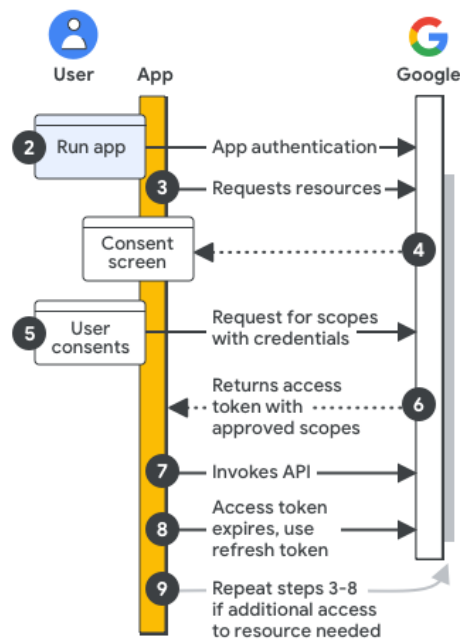 User
App
Google
2
Run app
App authentication
3
Requests resources
Consent
screen
4
5
User
consents
Request for scopes
with credentials
Returns access
token with
approved scopes
6
7
Invokes API
8
Access token
expires, use
refresh token
9
Repeat steps 3-8
if additional access
to resource needed